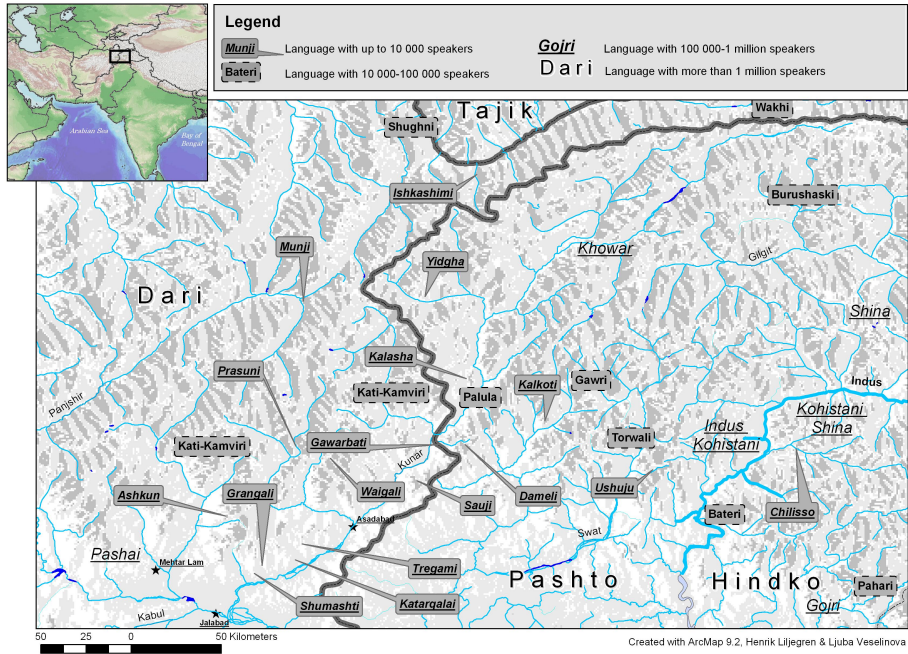 Legend
Munji Language with up to 10 000 speakers
Bateri Language with 10 000-100 000 speakers
Gojri Language with 100 000-1 million speakers
Dari Language with more than 1 million speakers
Arabian Sea
Bay of
Bengal
Tajik
Wakhi
Shughni
Ishkashimi
Burushaski
Munji
Khowar
Yidgha
Gilgit
Dari
Shina
Kalasha
Prasuni
Kalkoti
Gawri
Indus
Kati-Kamviri
Palula
Panjshir
Kohistani
Shina
Indus
Kohistani
Torwali
Kati-Kamviri
Gawarbati
Kunar
Ashkun
Grangali
Waigali
Sauji
Dameli
Ushuju
Chilisso
Bateri
Asadabad
Swat
Pashai
Mehtar Lam
Tregami
Pashto
Hindko
Pahari
Shumashti
Katarqalai
Gojri
Kabul
Jalabad
50 25 0 50 Kilometers
Created with ArcMap 9.2, Henrik Liljegren & Ljuba Veselinova